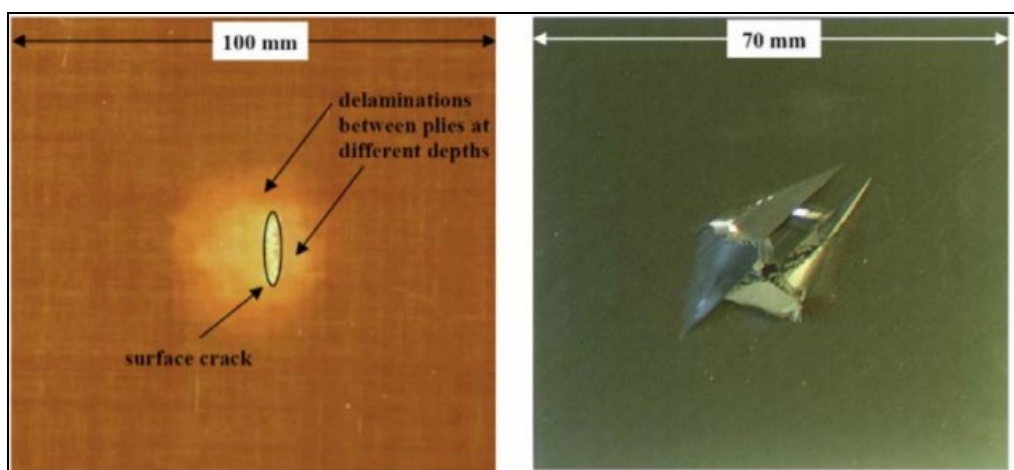 100 mm
70 mm
delaminations
between plies at
different depths
surface crack